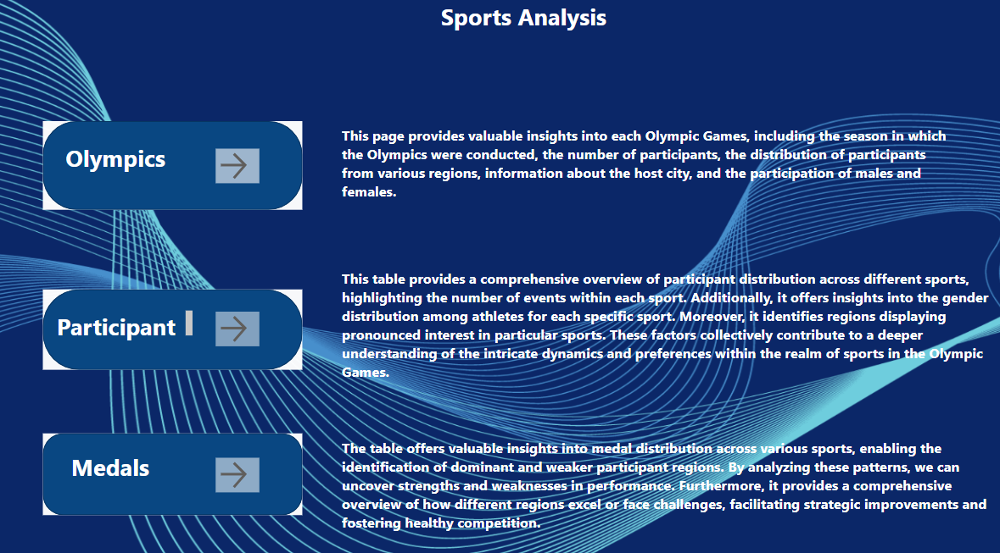 Sports Analysis
Olympics
This page provides valuable insights into each Olympic Games, including the season in which
the Olympics were conducted, the number of participants, the distribution of participants
from various regions, information about the host city, and the participation of males and
females.
Participant
This table provides a comprehensive overview of participant distribution across different sports,
highlighting the number of events within each sport. Additionally, it offers insights into the gender
distribution among athletes for each specific sport. Moreover, it identifies regions displaying
pronounced interest in particular sports. These factors collectively contribute to a deeper
understanding of the intricate dynamics and preferences within the realm of sports in the Olympic
Games.
Medals
The table offers valuable insights into medal distribution across various sports, enabling the
identification of dominant and weaker participant regions. By analyzing these patterns, we can
uncover strengths and weaknesses in performance. Furthermore, it provides a comprehensive
overview of how different regions excel or face challenges, facilitating strategic improvements and
fostering healthy competition.